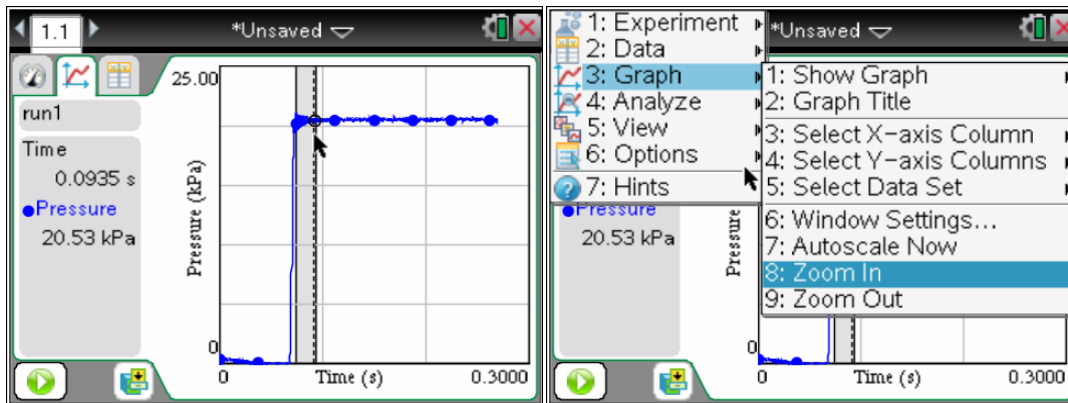 1.1
*Unsaved
run1
Time
0.0935 s
Pressure
20.53 kPa
25.00
Pressure (kPa)
0
0
Time (s)
0.3000
1: Experiment
2: Data
3: Graph
4: Analyze
5: View
6: Options
7: Hints
*Unsaved
1: Show Graph
2: Graph Title
3: Select X-axis Column
4: Select Y-axis Columns
5: Select Data Set
6: Window Settings...
7: Autoscale Now
8: Zoom In
9: Zoom Out
Pressure
20.53 kPa
Pressure
0
0
Time (s)
0.3000